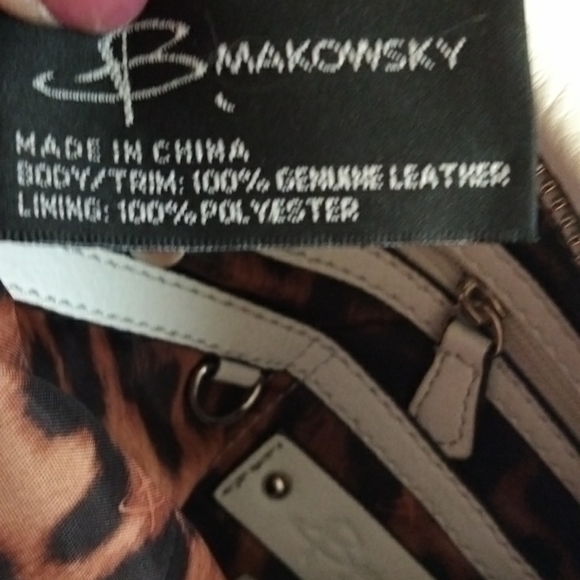 B. MAKOWSKY
MADE IN CHINA
BODY/TRIM: 100% GENUINE LEATHER
LINING: 100% POLYESTER
B